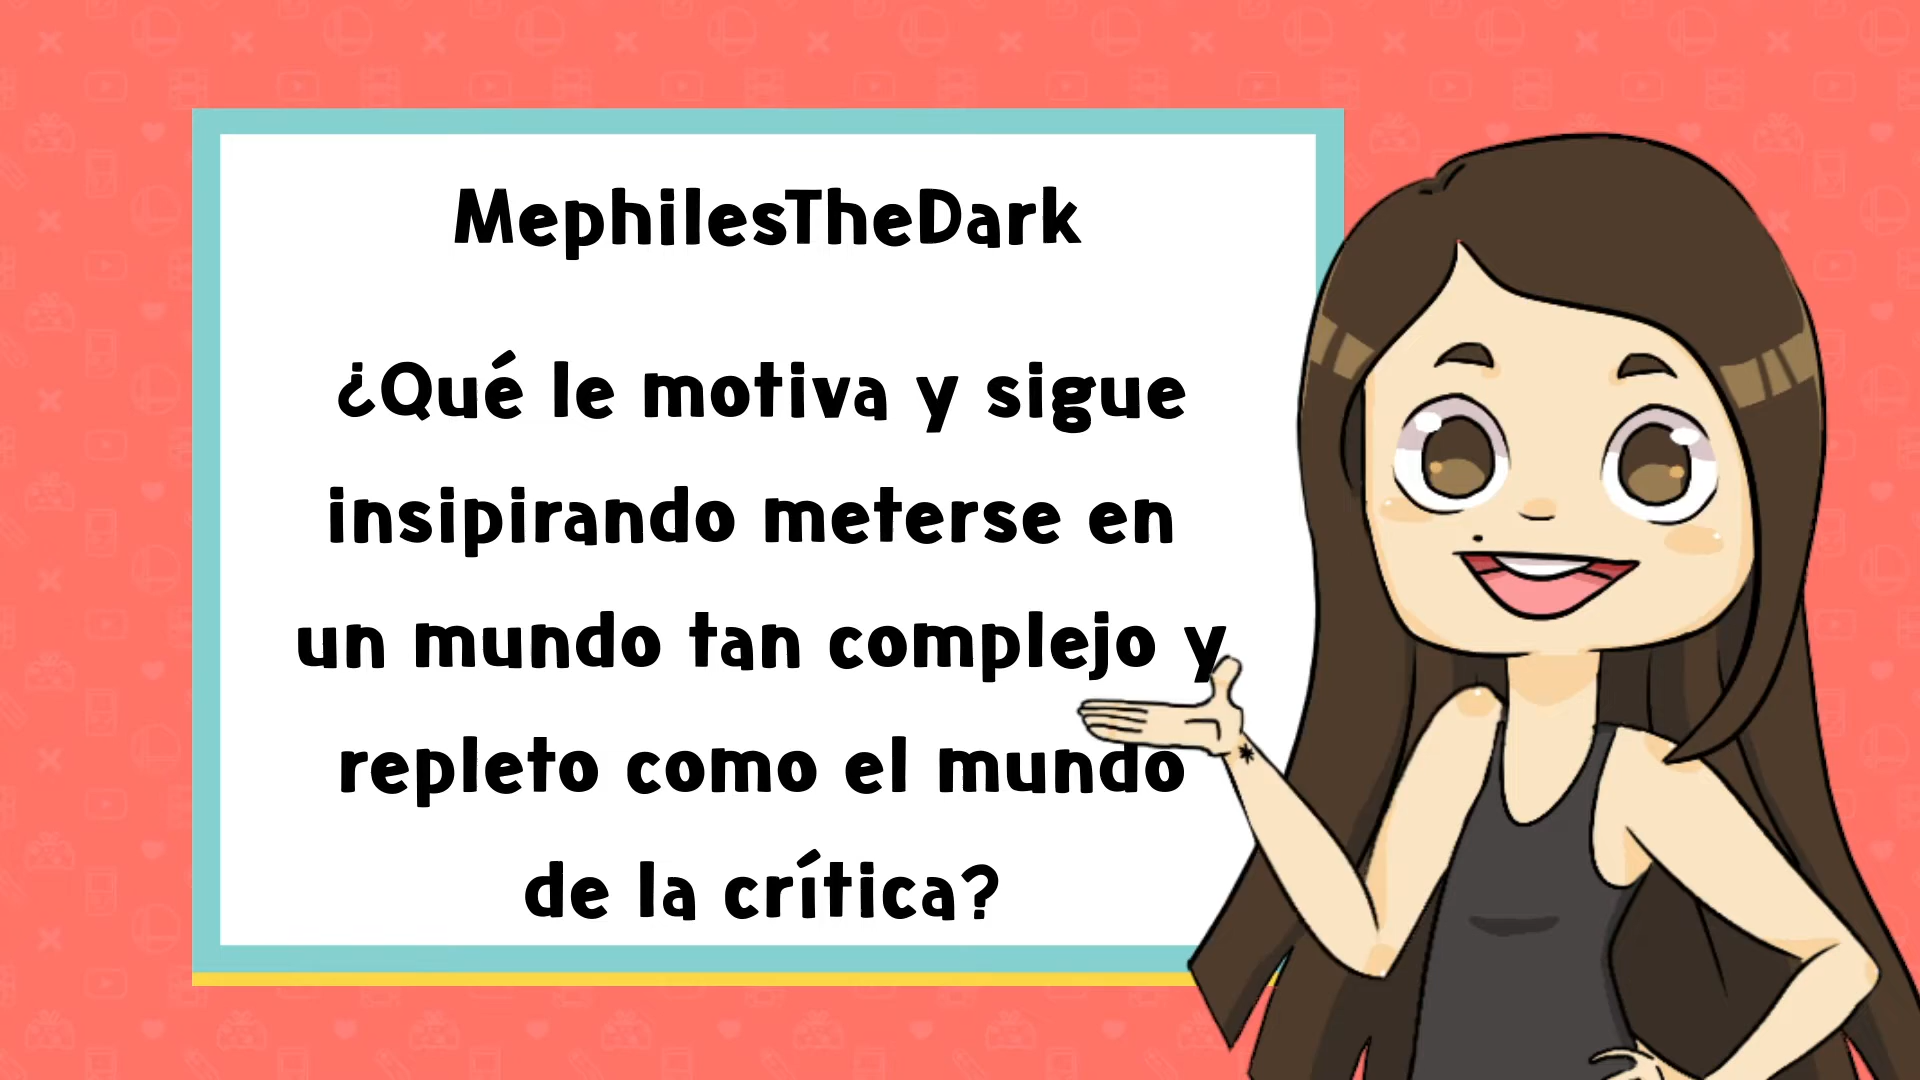 MephilesTheDark
¿Qué le motiva y sigue
insipirando meterse en
un mundo tan complejo y
repleto como el mundo
de la crítica?